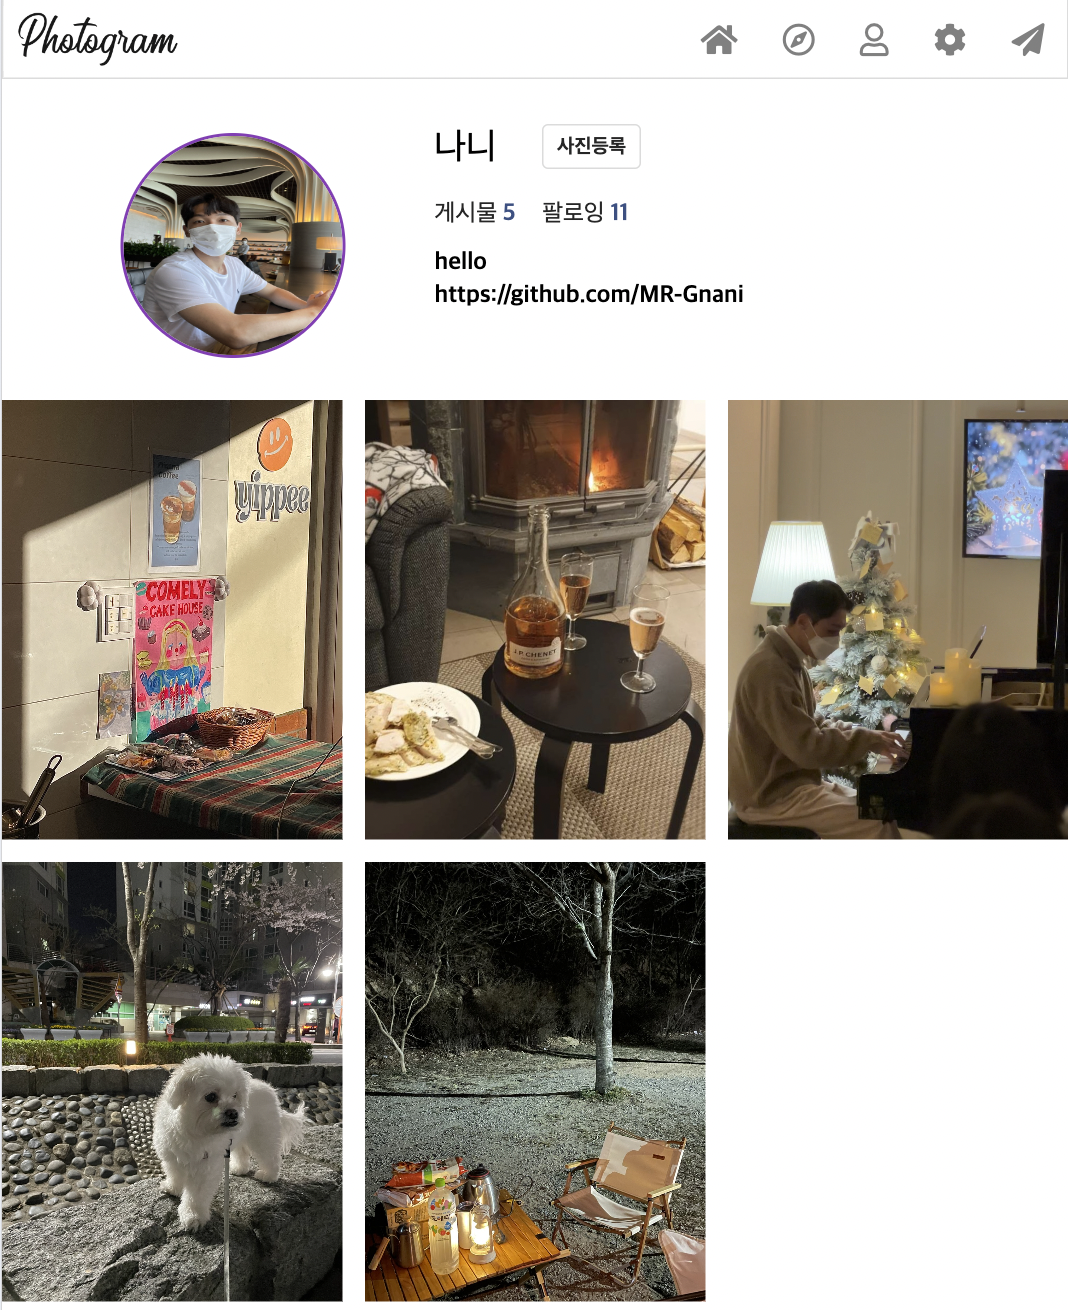 Photogram
나니
사진등록
게시물 5 팔로잉 11
hello
https://github.com/MR-Gnani
Coffee
yippee
COMELY
CAKE HOUSE
J.P. CHENET